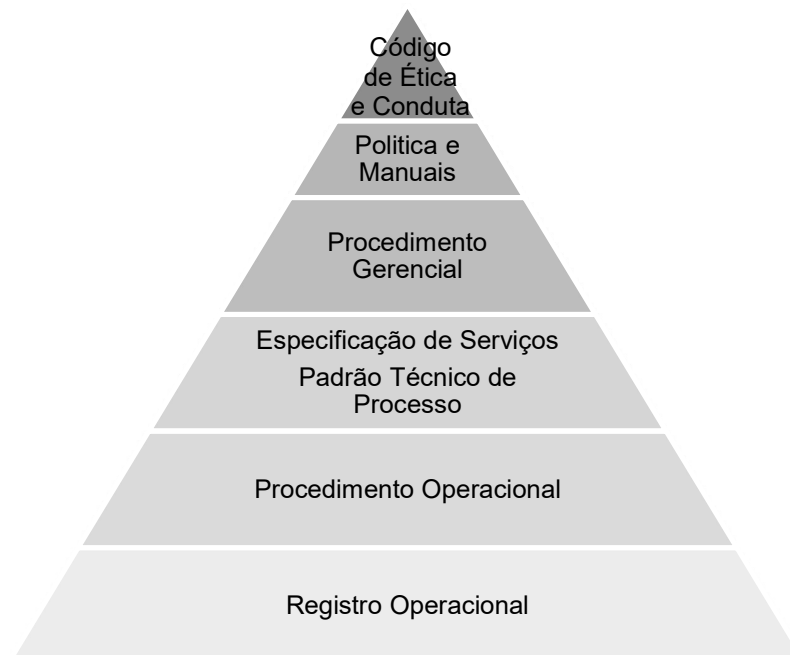 Código
de Ética
e Conduta
Politica e
Manuais
Procedimento
Gerencial
Especificação de Serviços
Padrão Técnico de
Processo
Procedimento Operacional
Registro Operacional